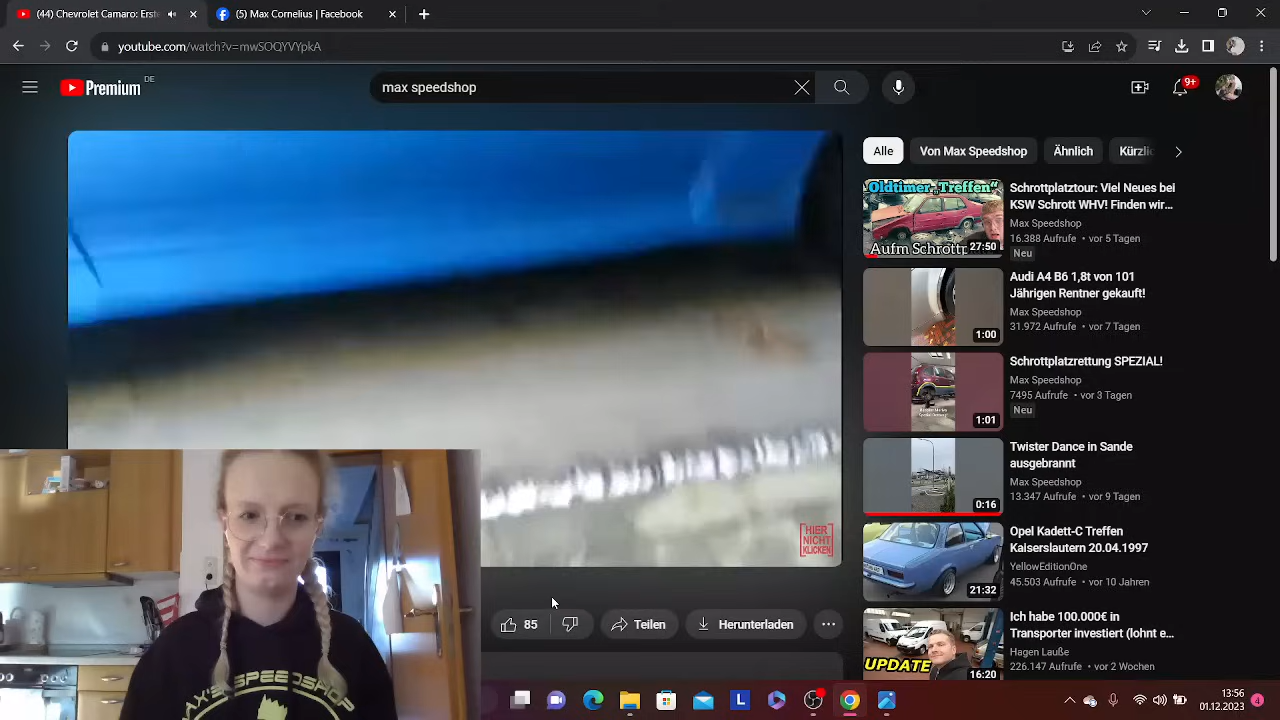 (44) Chevrolet Camaro: Erste
(5) Max Cornelius | Facebook
youtube.com/watch?v=mwSOQYVYpkA
Premium DE
max speedshop
9+
Alle
Von Max Speedshop
Ähnlich
Kürzlic
"Oldtimer „Treffen“
Aufm Schrottp
27:50
Schrottplatztour: Viel Neues bei
KSW Schrott WHV! Finden wir...
Max Speedshop
16.388 Aufrufe • vor 5 Tagen
Neu
1:00
Audi A4 B6 1,8t von 101
Jährigen Rentner gekauft!
Max Speedshop
31.972 Aufrufe • vor 7 Tagen
1:01
Schrottplatzrettung SPEZIAL!
Max Speedshop
7495 Aufrufe • vor 3 Tagen
Neu
0:16
Twister Dance in Sande
ausgebrannt
Max Speedshop
13.347 Aufrufe • vor 9 Tagen
21:32
Opel Kadett-C Treffen
Kaiserslautern 20.04.1997
YellowEditionOne
45.503 Aufrufe • vor 10 Jahren
UPDATE
16:20
Ich habe 100.000€ in
Transporter investiert (lohnt e...
Hagen Lauße
226.147 Aufrufe • vor 2 Wochen
HIER
NICHT
KLICKEN
85
Teilen
Herunterladen
L
13:56
01.12.2023
4